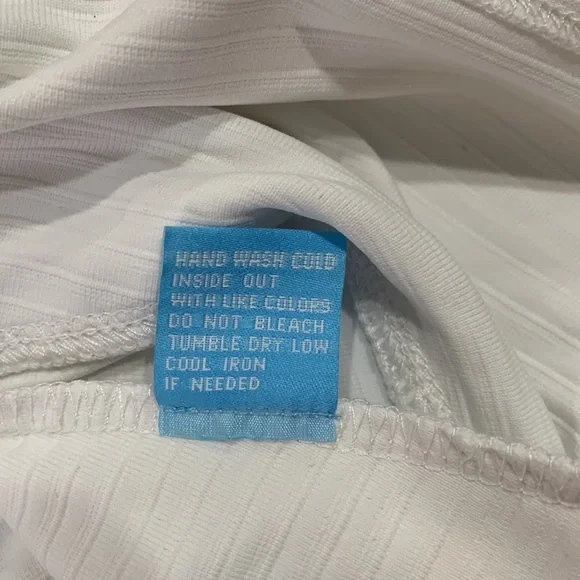 HAND WASH COLD
INSIDE OUT
WITH LIKE COLORS
DO NOT BLEACH
TUMBLE DRY LOW
COOL IRON
IF NEEDED